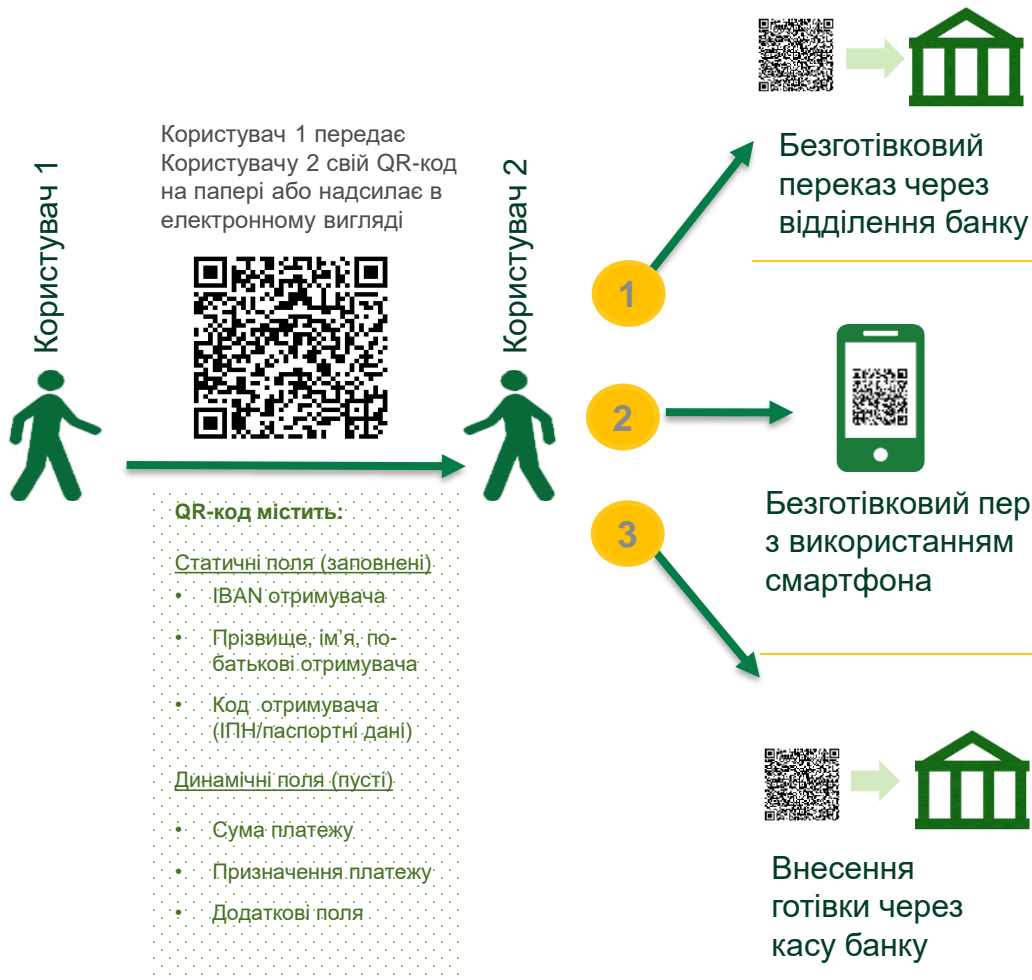 Користувач 1
Користувач 1 передає
Користувачу 2 свій QR-код
на папері або надсилає в
електронному вигляді
Користувач 2
QR-код містить:
Статичні поля (заповнені)
• IBAN отримувача
• Прізвище, ім’я, по-
батькові отримувача
• Код отримувача
(ІПН/паспортні дані)
Динамічні поля (пусті)
• Сума платежу
• Призначення платежу
• Додаткові поля
1
Безготівковий
переказ через
відділення банку
2
Безготівковий пер
з використанням
смартфона
3
Внесення
готівки через
касу банку